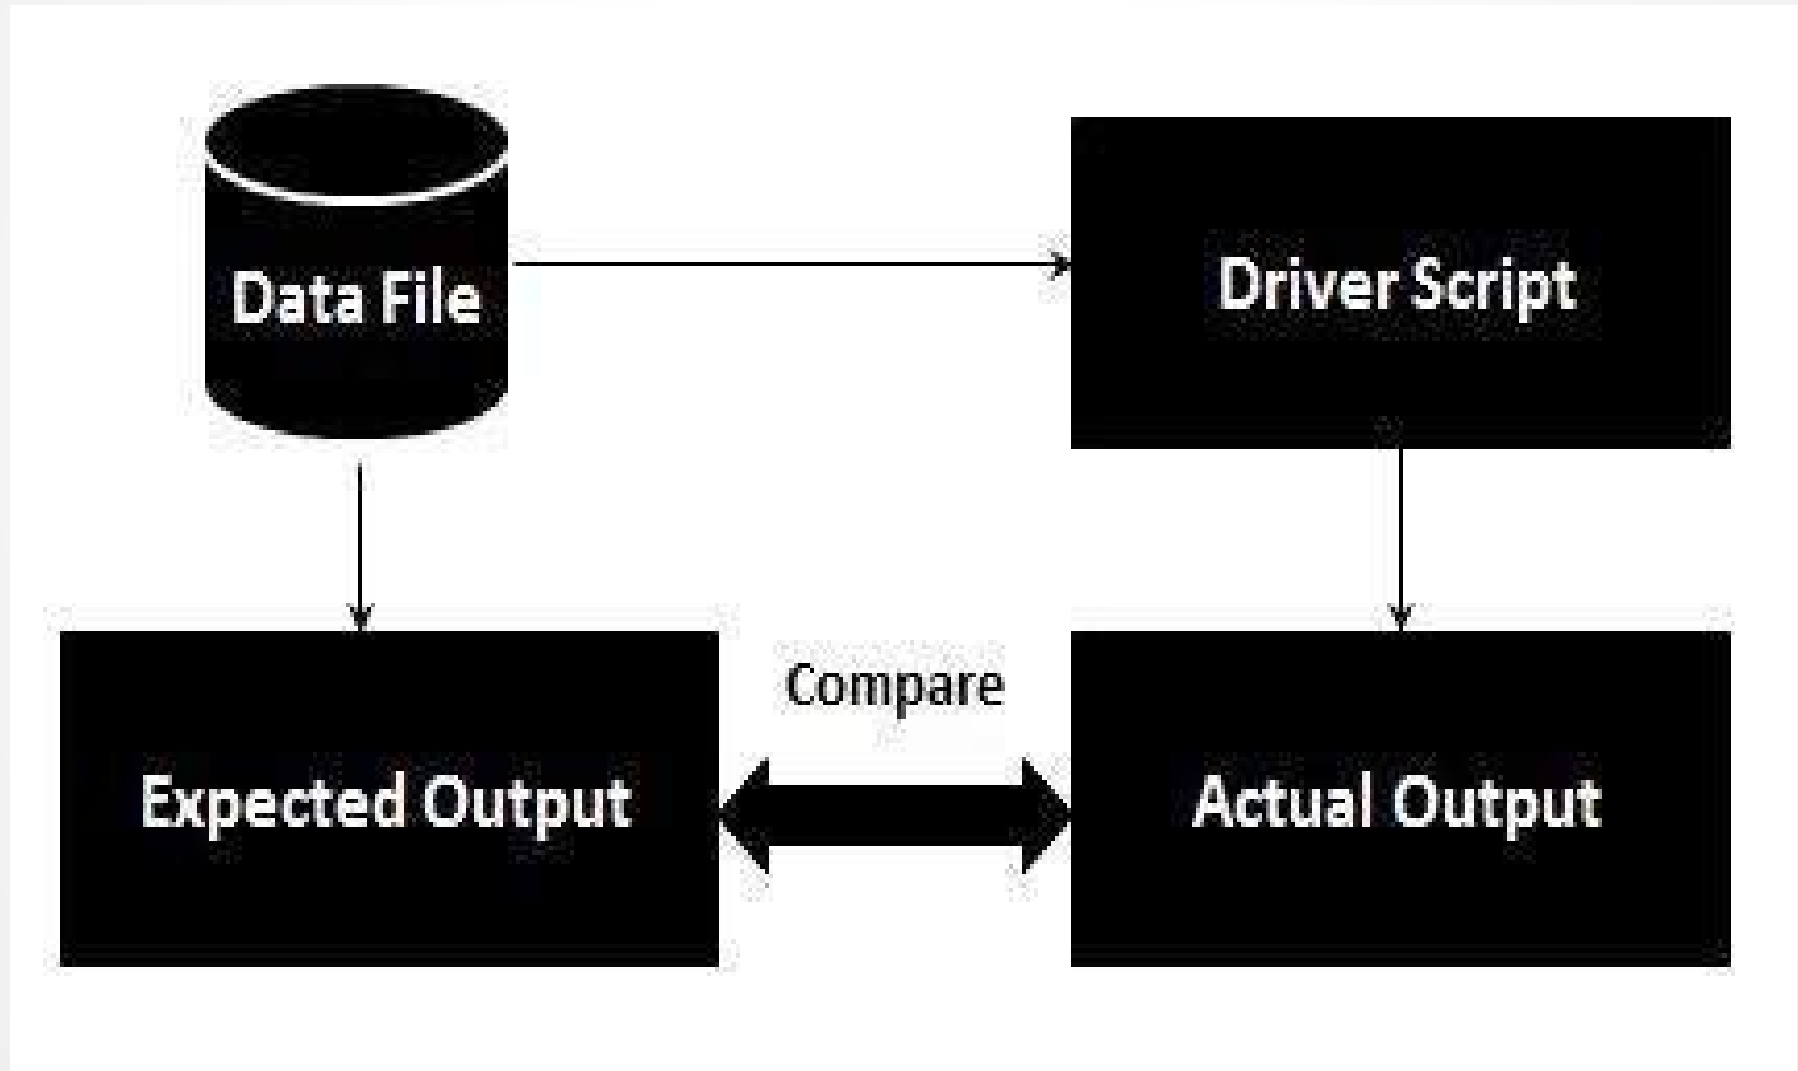 Data File
Driver Script
Compare
Expected Output
Actual Output